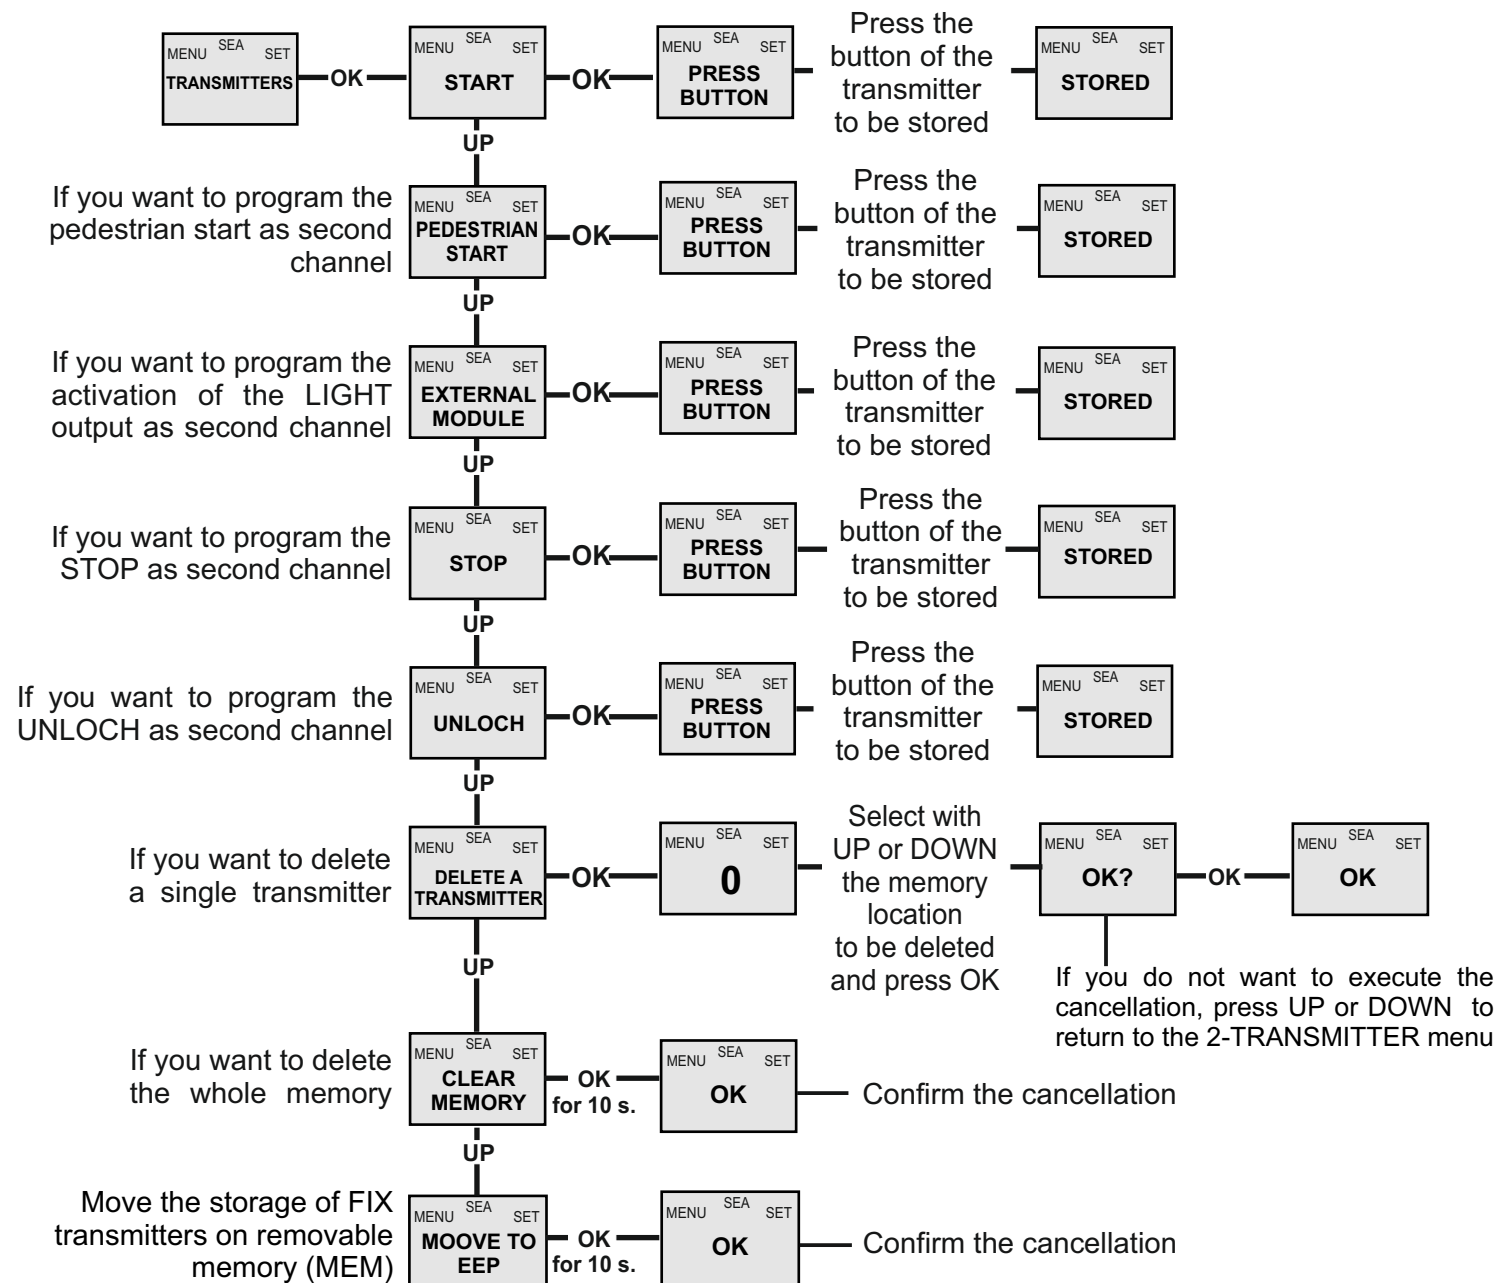 MENU SEA SET
TRANSMITTERS
OK
MENU SEA SET
START
OK
MENU SEA SET
PRESS
BUTTON
Press the
button of the
transmitter
to be stored
MENU SEA SET
STORED
UP
If you want to program the
pedestrian start as second
channel
MENU SEA SET
PEDESTRIAN
START
OK
MENU SEA SET
PRESS
BUTTON
Press the
button of the
transmitter
to be stored
MENU SEA SET
STORED
UP
If you want to program the
activation of the LIGHT
output as second channel
MENU SEA SET
EXTERNAL
MODULE
OK
MENU SEA SET
PRESS
BUTTON
Press the
button of the
transmitter
to be stored
MENU SEA SET
STORED
UP
If you want to program the
STOP as second channel
MENU SEA SET
STOP
OK
MENU SEA SET
PRESS
BUTTON
Press the
button of the
transmitter
to be stored
MENU SEA SET
STORED
UP
If you want to program the
UNLOCH as second channel
MENU SEA SET
UNLOCH
OK
MENU SEA SET
PRESS
BUTTON
Press the
button of the
transmitter
to be stored
MENU SEA SET
STORED
UP
If you want to delete
a single transmitter
MENU SEA SET
DELETE A
TRANSMITTER
OK
MENU SEA SET
0
Select with
UP or DOWN
the memory
location
to be deleted
and press OK
MENU SEA SET
OK?
OK
MENU SEA SET
OK
If you do not want to execute the
cancellation, press UP or DOWN to
return to the 2-TRANSMITTER menu
UP
If you want to delete
the whole memory
MENU SEA SET
CLEAR
MEMORY
OK
for 10 s.
MENU SEA SET
OK
Confirm the cancellation
UP
Move the storage of FIX
transmitters on removable
memory (MEM)
MENU SEA SET
MOOVE TO
EEP
OK
for 10 s.
MENU SEA SET
OK
Confirm the cancellation